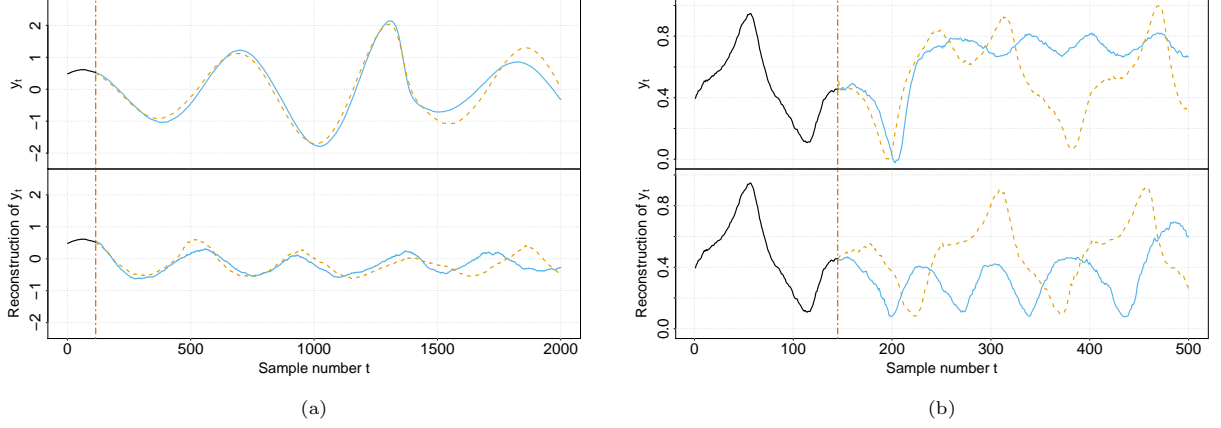 2
1
0
−1
−2
y_t
2
1
0
−1
−2
Reconstruction of y_t
0 500 1000 1500 2000
Sample number t
(a)
0.8
0.4
0.0
y_t
0.8
0.4
0.0
Reconstruction of y_t
0 100 200 300 400 500
Sample number t
(b)